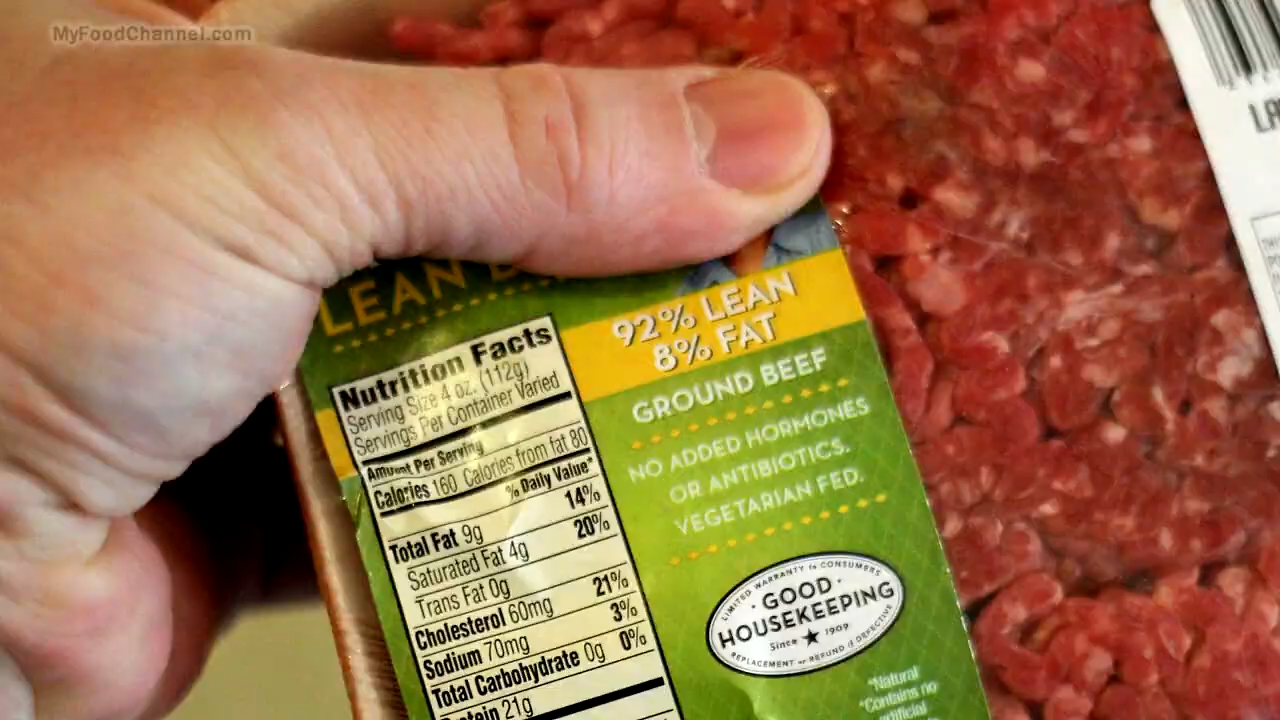 MyFoodChannel.com
LEAN
Nutrition Facts
Serving Size 4 oz. (112g)
Servings Per Container Varied
Amount Per Serving
Calories 160 Calories from fat 80
% Daily Value*
Total Fat 9g 14%
Saturated Fat 4g 20%
Trans Fat 0g
Cholesterol 60mg 21%
Sodium 70mg 3%
Total Carbohydrate 0g 0%
Protein 21g
92% LEAN
8% FAT
GROUND BEEF
NO ADDED HORMONES
OR ANTIBIOTICS.
VEGETARIAN FED.
LIMITED WARRANTY to CONSUMERS
GOOD
HOUSEKEEPING
Since ★ 1909
REPLACEMENT or REFUND if DEFECTIVE
*Natural
*Contains no
artificial